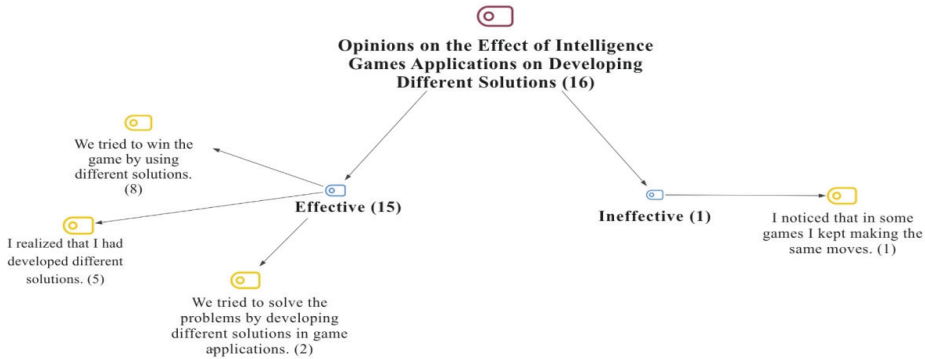 Opinions on the Effect of Intelligence
Games Applications on Developing
Different Solutions (16)
We tried to win the
game by using
different solutions.
(8)
Effective (15)
I realized that I had
developed different
solutions. (5)
We tried to solve the
problems by developing
different solutions in game
applications. (2)
Ineffective (1)
I noticed that in some
games I kept making the
same moves. (1)